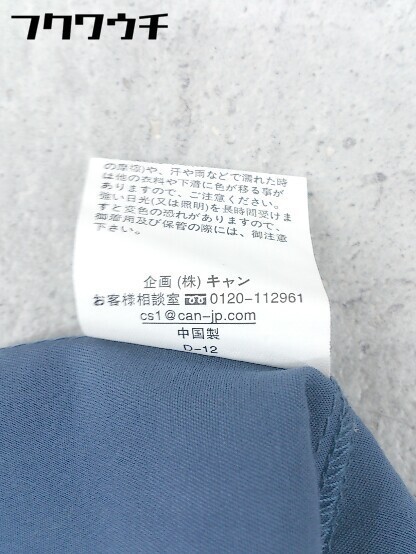 フクワウチ
の摩擦)や、汗や雨などで濡れた時
は他の衣料や下着に色が移る事が
ありますので、ご注意ください。
強い日光(又は照明)を長時間受けま
すと変色の恐れがありますので、
御着用及び保管の際には、御注意
下さい。
企画 (株) キャン
お客様相談室 0120-112961
cs1@can-jp.com
中国製
D-12